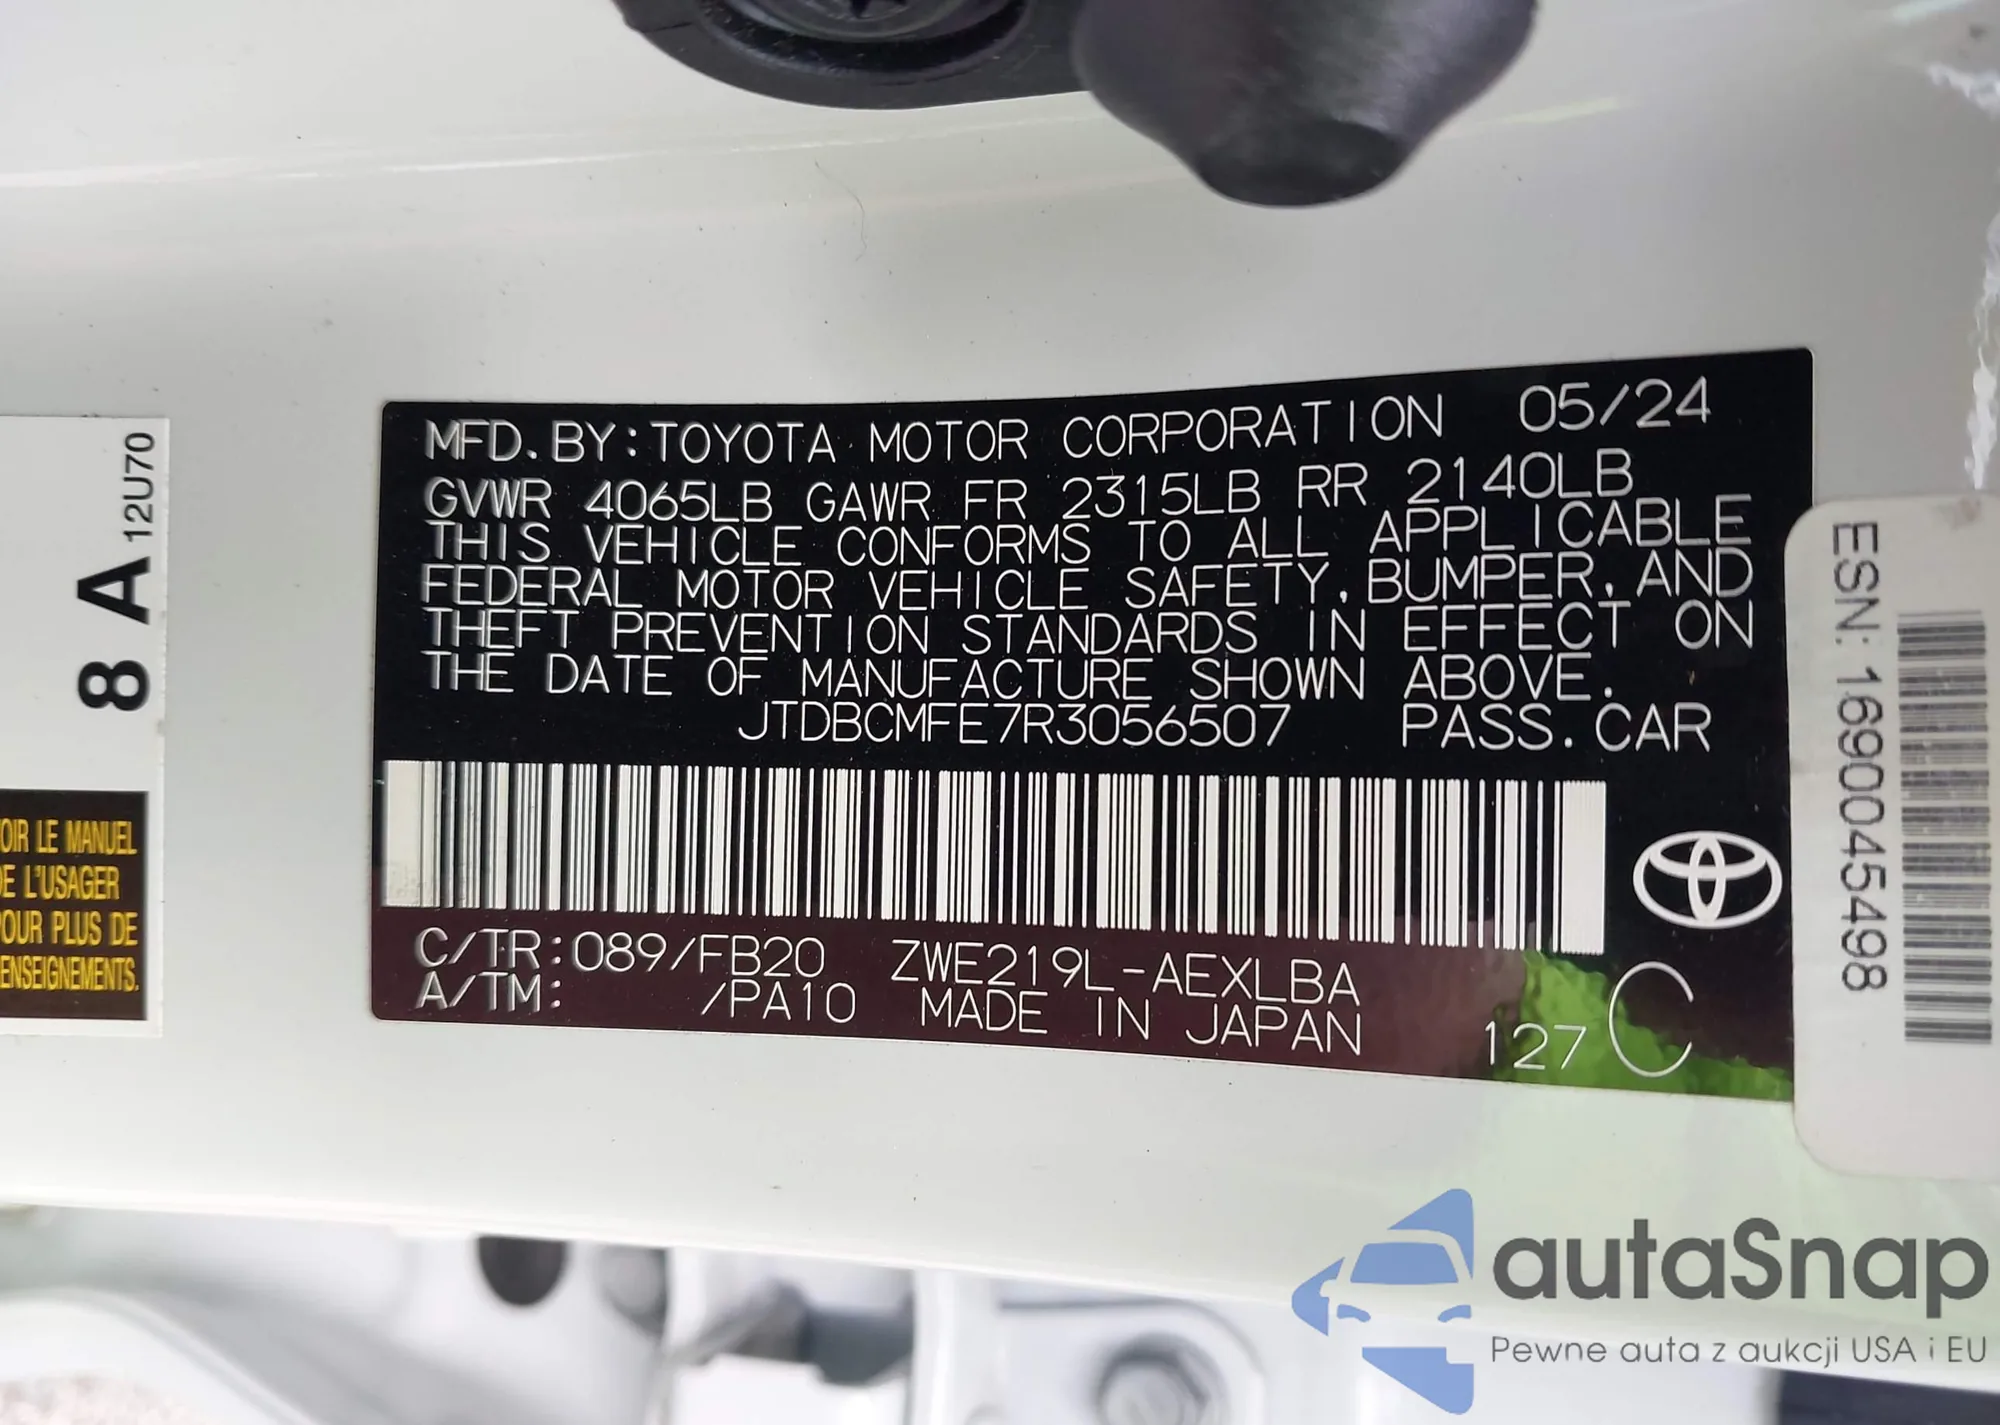 8 A 12U70
OIR LE MANUEL
DE L'USAGER
POUR PLUS DE
ENSEIGNEMENTS.
MFD. BY: TOYOTA MOTOR CORPORATION 05/24
GVWR 4065LB GAWR FR 2315LB RR 2140LB
THIS VEHICLE CONFORMS TO ALL APPLICABLE
FEDERAL MOTOR VEHICLE SAFETY, BUMPER, AND
THEFT PREVENTION STANDARDS IN EFFECT ON
THE DATE OF MANUFACTURE SHOWN ABOVE.
JTDBCMFE7R3056507 PASS. CAR
C/TR: 089/FB20 ZWE219L-AEXLBA
A/TM: /PA10 MADE IN JAPAN 127 C
ESN: 1690045498
autaSnap
Pewne auta z aukcji USA i EU